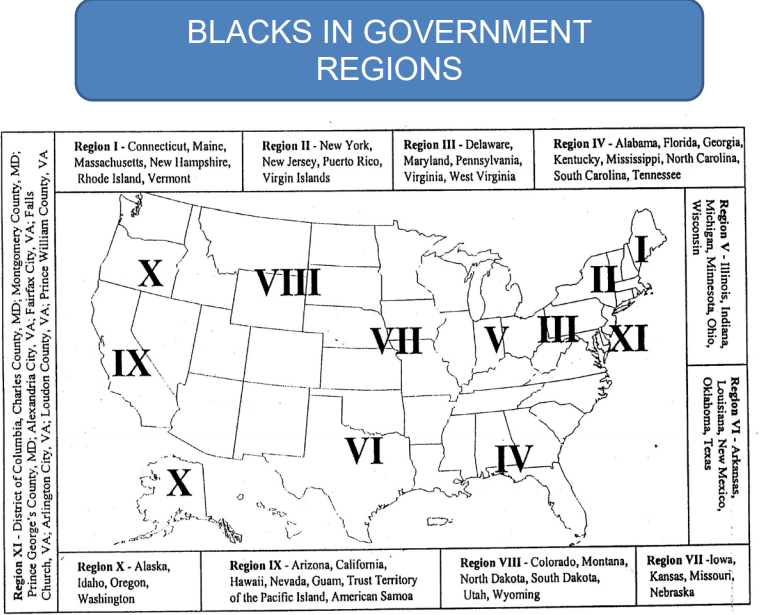 BLACKS IN GOVERNMENT
REGIONS
Region I - Connecticut, Maine,
Massachusetts, New Hampshire,
Rhode Island, Vermont
Region II - New York,
New Jersey, Puerto Rico,
Virgin Islands
Region III - Delaware,
Maryland, Pennsylvania,
Virginia, West Virginia
Region IV - Alabama, Florida, Georgia,
Kentucky, Mississippi, North Carolina,
South Carolina, Tennessee
Region XI - District of Columbia, Charles County, MD; Montgomery County, MD;
Prince George's County, MD; Alexandria City, VA; Fairfax City, VA; Falls
Church, VA; Arlington City, VA; Loudon County, VA; Prince William County, VA
I
X
VIII
II
VII
V
III
XI
IX
VI
IV
X
Region V - Illinois, Indiana,
Michigan, Minnesota, Ohio,
Wisconsin
Region VI - Arkansas,
Louisiana, New Mexico,
Oklahoma, Texas
Region X - Alaska,
Idaho, Oregon,
Washington
Region IX - Arizona, California,
Hawaii, Nevada, Guam, Trust Territory
of the Pacific Island, American Samoa
Region VIII - Colorado, Montana,
North Dakota, South Dakota,
Utah, Wyoming
Region VII -Iowa,
Kansas, Missouri,
Nebraska